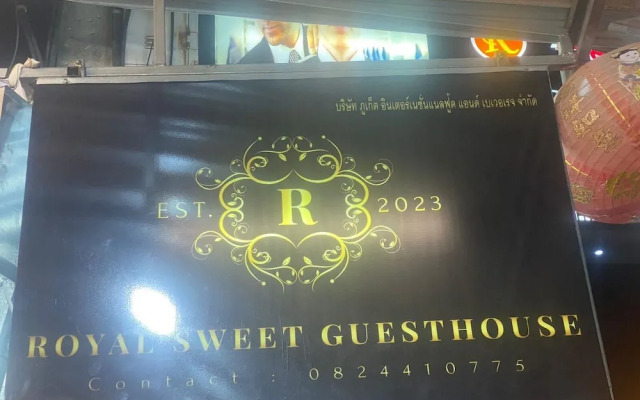 R
บริษัท ภูเก็ต อินเตอร์เนชั่นแนลฟู้ด แอนด์ เบเวอเรจ จำกัด
EST. R 2023
ROYAL SWEET GUESTHOUSE
Contact : 0824410775